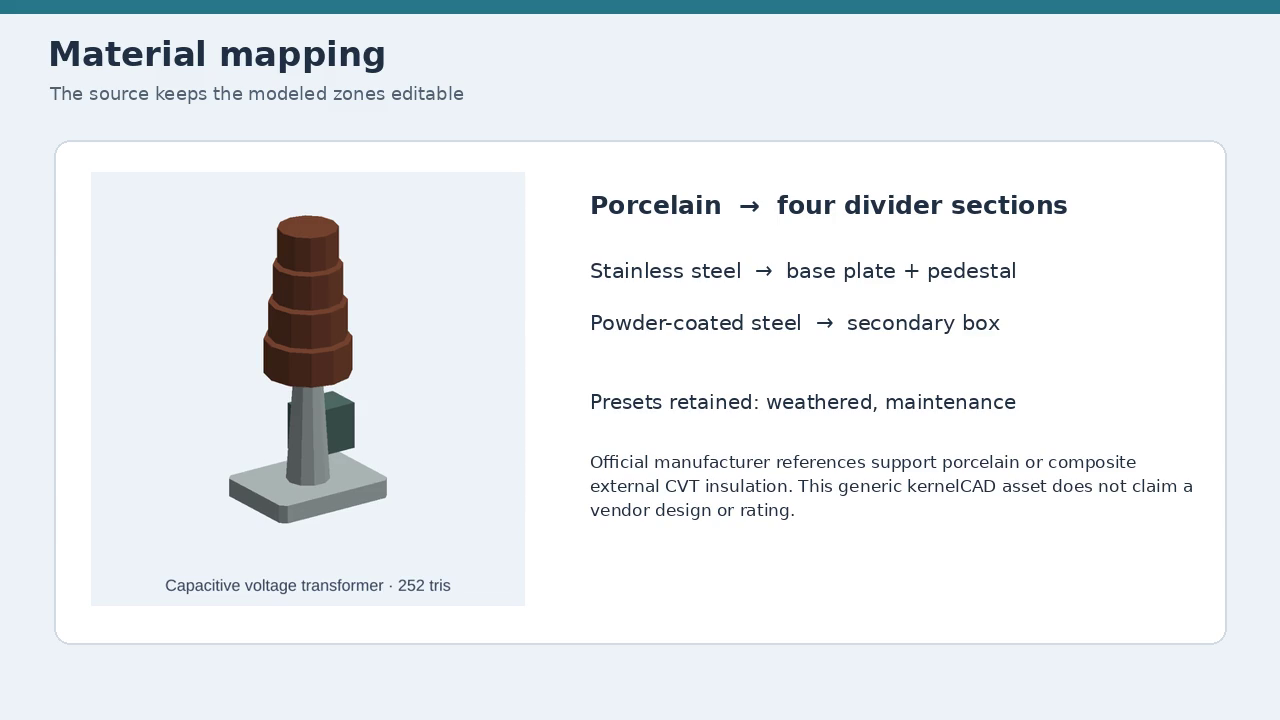 Material mapping
The source keeps the modeled zones editable
Porcelain → four divider sections
Stainless steel → base plate + pedestal
Powder-coated steel → secondary box
Presets retained: weathered, maintenance
Official manufacturer references support porcelain or composite
external CVT insulation. This generic kernelCAD asset does not claim a
vendor design or rating.
Capacitive voltage transformer · 252 tris